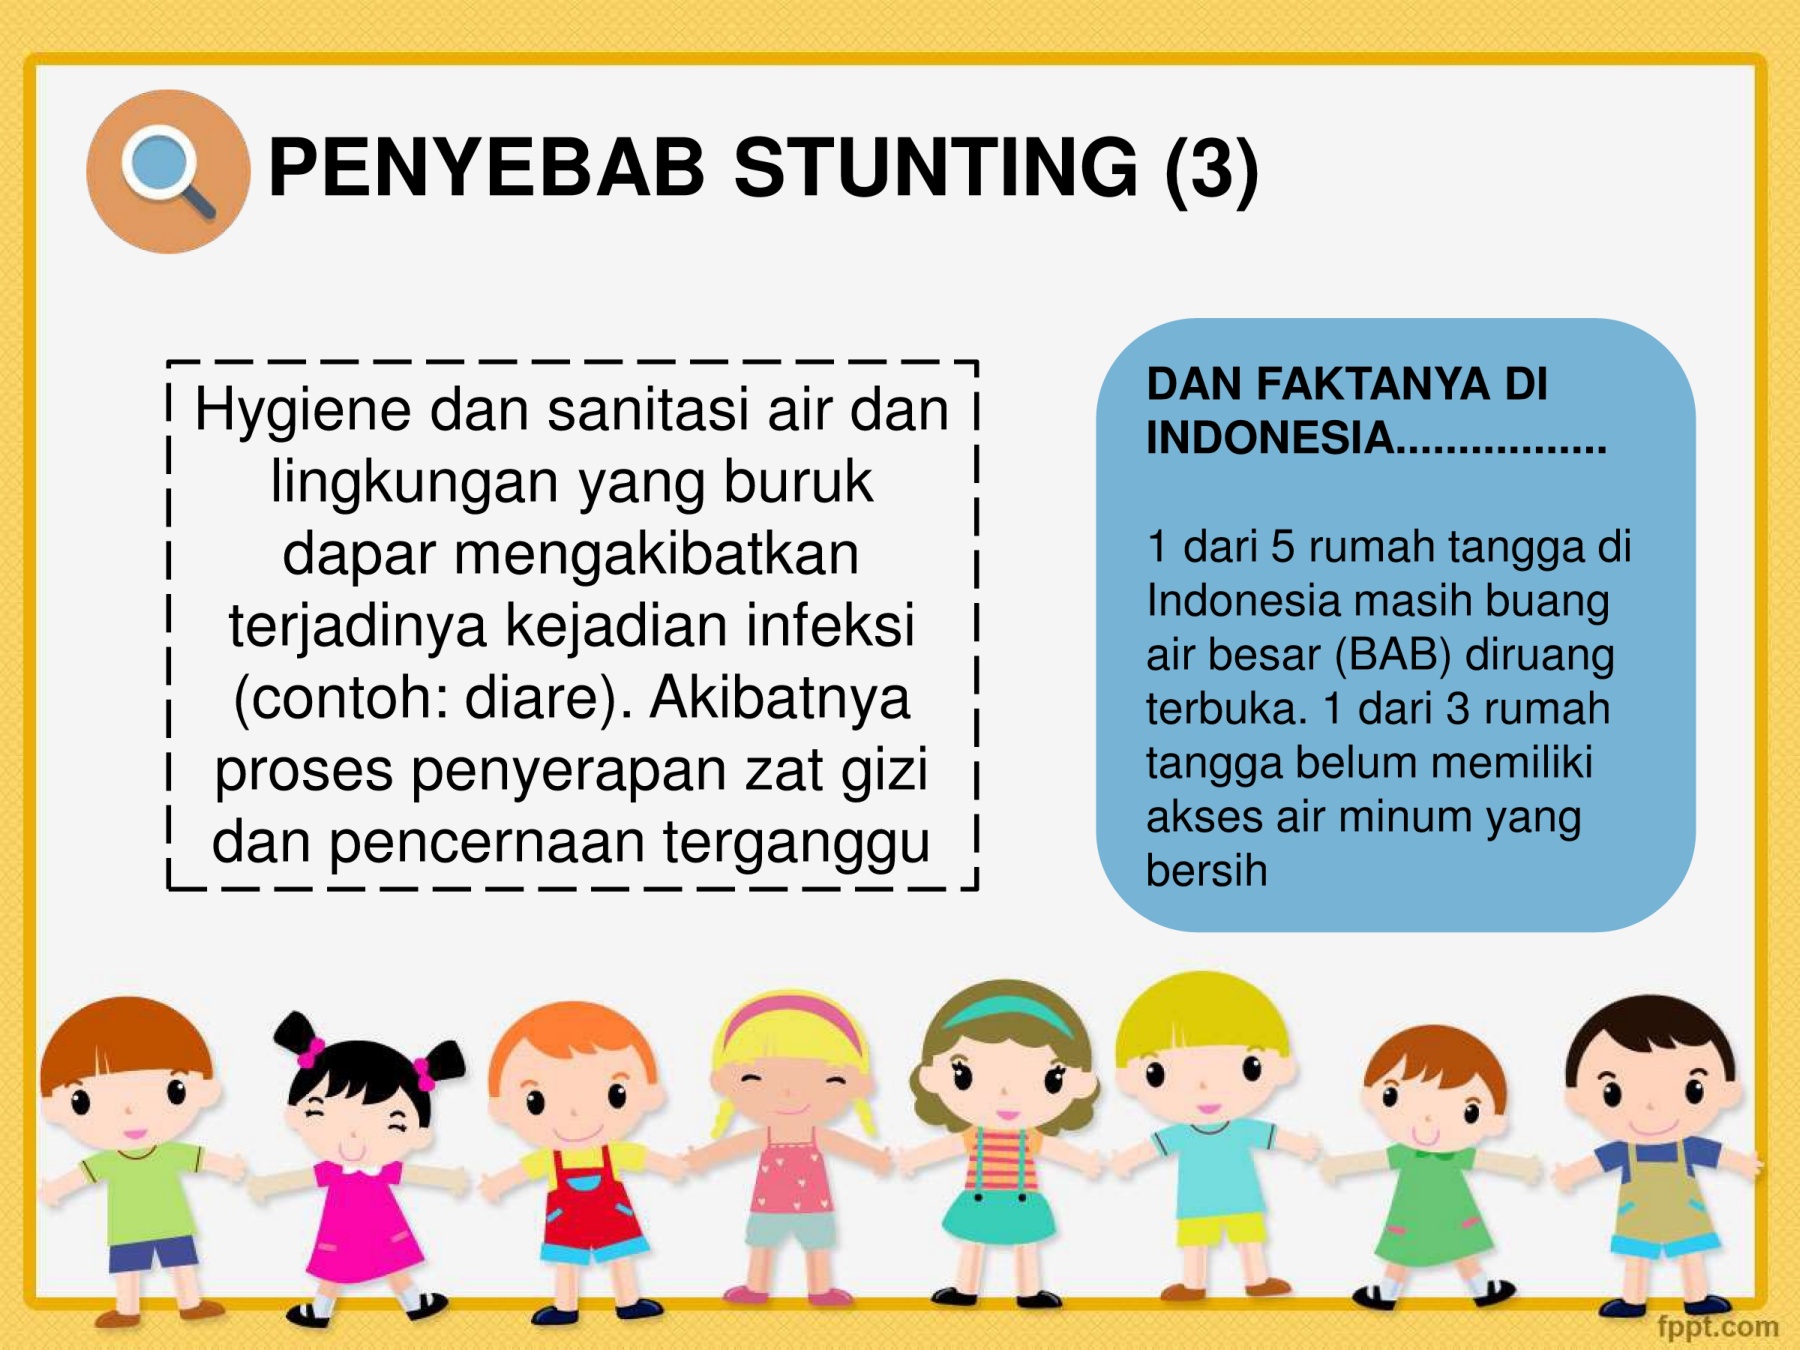 PENYEBAB STUNTING (3)
Hygiene dan sanitasi air dan
lingkungan yang buruk
dapar mengakibatkan
terjadinya kejadian infeksi
(contoh: diare). Akibatnya
proses penyerapan zat gizi
dan pencernaan terganggu
DAN FAKTANYA DI
INDONESIA.................
1 dari 5 rumah tangga di
Indonesia masih buang
air besar (BAB) diruang
terbuka. 1 dari 3 rumah
tangga belum memiliki
akses air minum yang
bersih
fppt.com